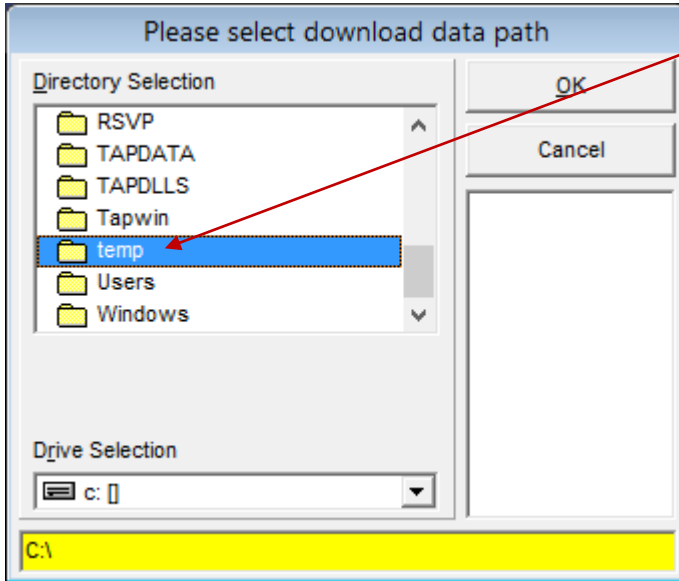 Please select download data path
Directory Selection
OK
RSVP
TAPDATA
Cancel
TAPDLLS
Tapwin
temp
Users
Windows
Drive Selection
c: []
C:\